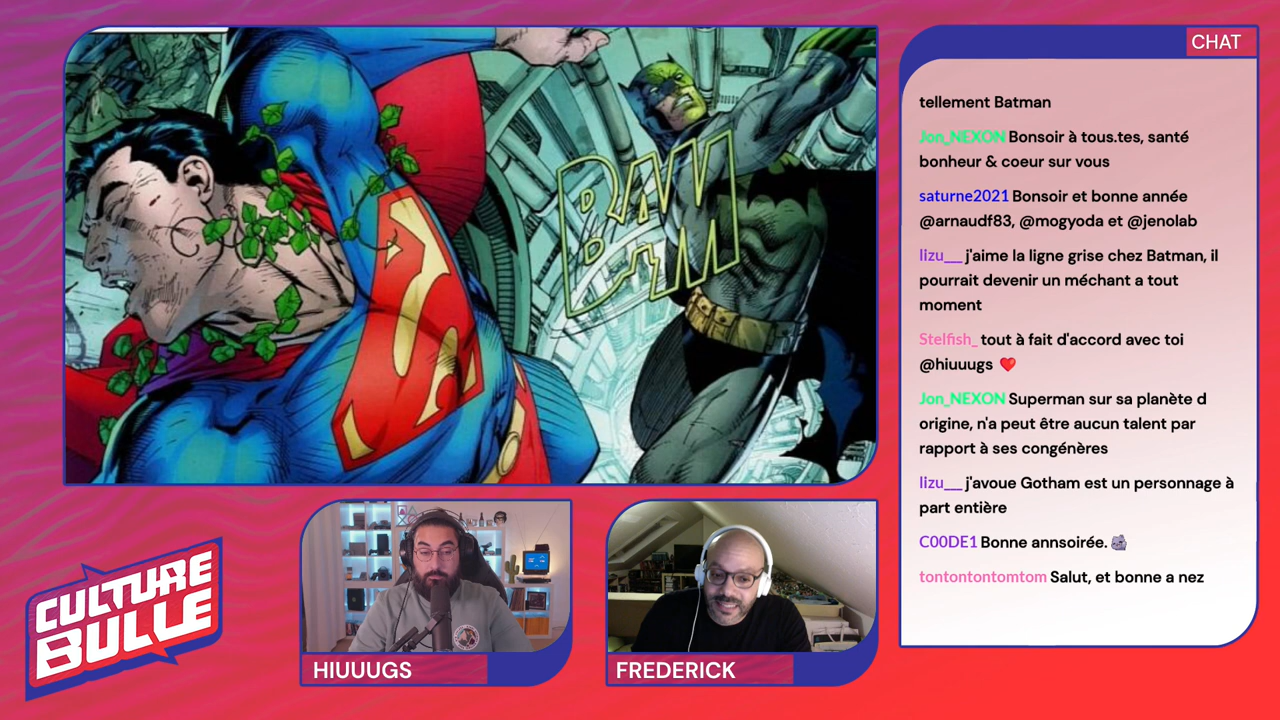 CHAT
tellement Batman
Jon_NEXON Bonsoir à tous.tes, santé
bonheur & coeur sur vous
saturne2021 Bonsoir et bonne année
@arnaudf83, @mogyoda et @jenolab
lizu__ j'aime la ligne grise chez Batman, il
pourrait devenir un méchant a tout
moment
Stelfish_ tout à fait d'accord avec toi
@hiuuugs ❤️
Jon_NEXON Superman sur sa planète d
origine, n'a peut être aucun talent par
rapport à ses congénères
lizu__ j'avoue Gotham est un personnage à
part entière
C00DE1 Bonne annsoirée.
tontontontomtom Salut, et bonne a nez
BAM
BAM
CULTURE
BULLE
HIUUUGS
FREDERICK